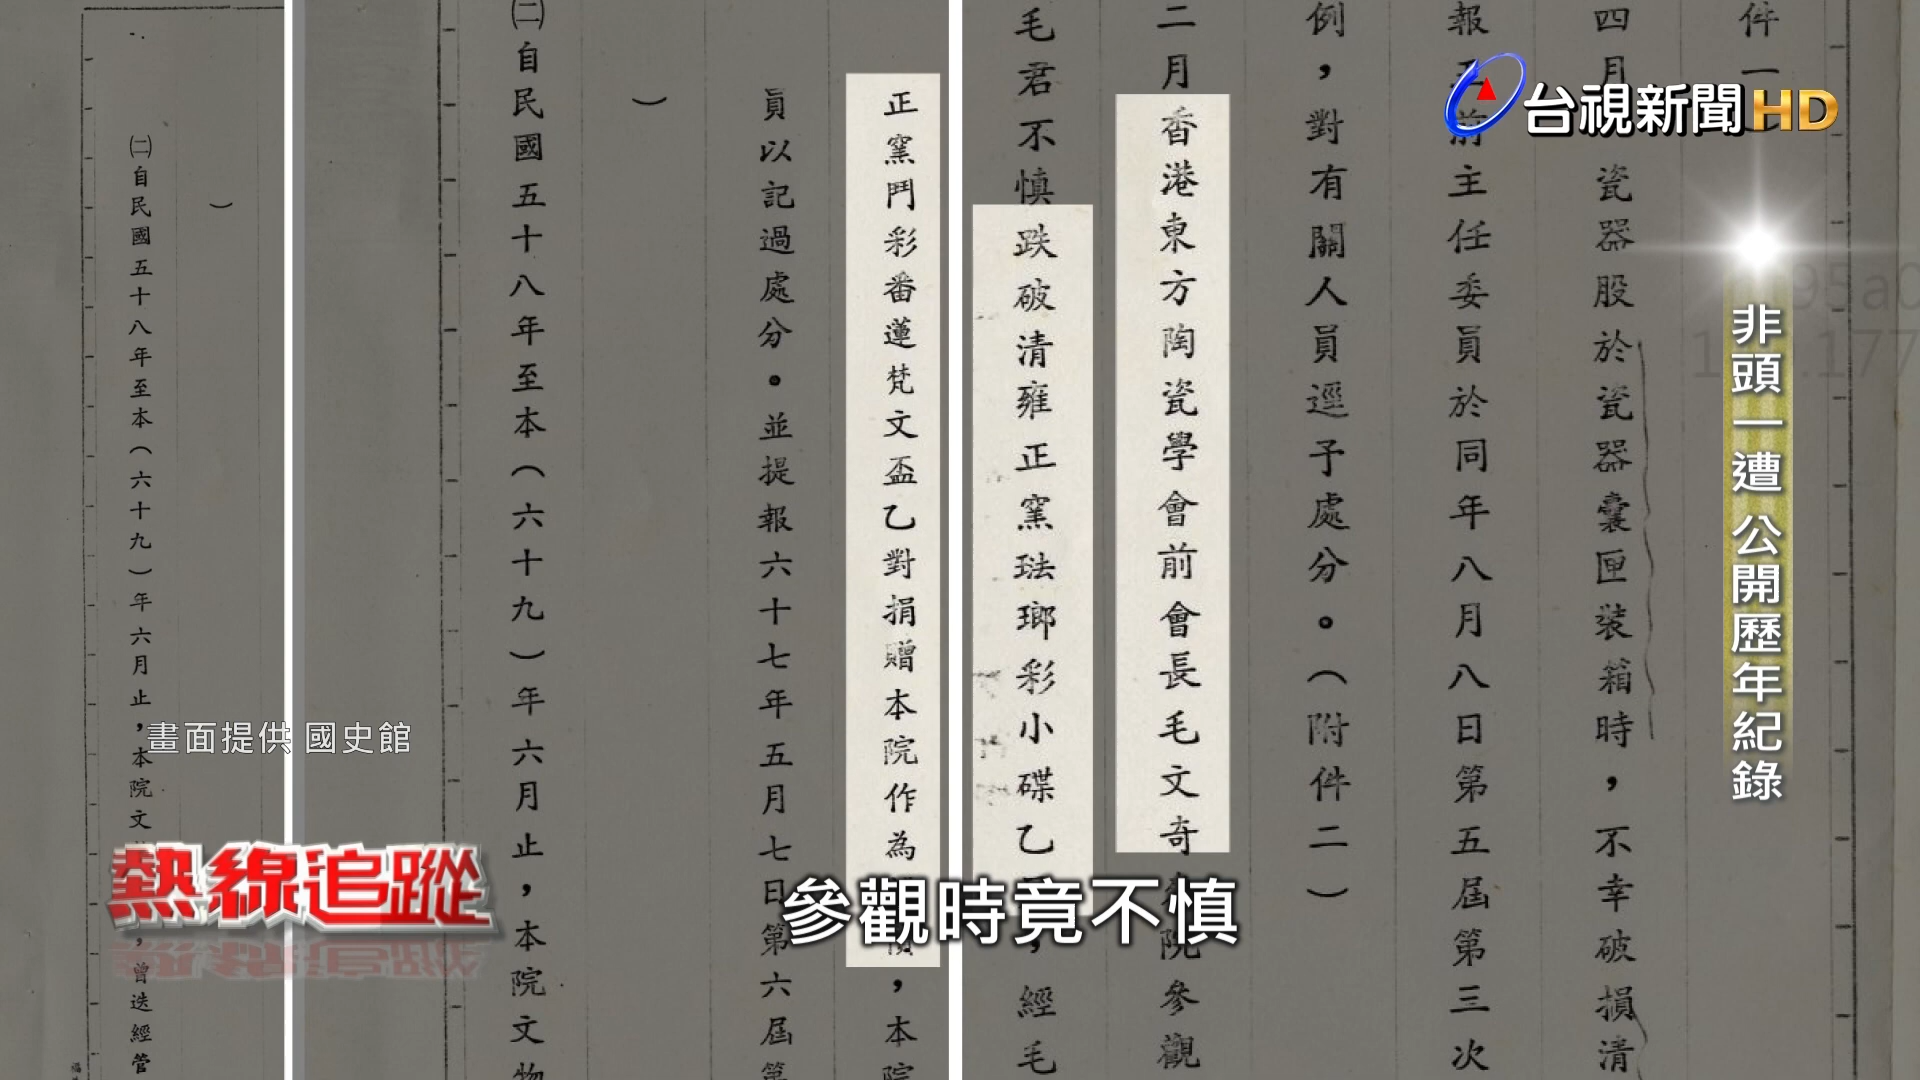 台視新聞HD
非頭一遭 公開歷年紀錄
件一
四月
瓷器股於瓷器囊匣裝箱時，不幸破損清
報
前主任委員於同年八月八日第五屆第三次
例，對有關人員逕予處分。（附件二）
二月香港東方陶瓷學會前會長毛文奇
院參觀
毛君不慎跌破清雍正窯琺瑯彩小碟乙
，經毛
正窯鬥彩番蓮梵文盃乙對捐贈本院作為
，本院
員以記過處分。並提報六十七年五月七日第六屆第
）
㈡自民國五十八年至本（六十九）年六月止，本院文物
）
㈡自民國五十八年至本（六十九）年六月止，本院文
，曾迭經管
畫面提供 國史館
熱線追蹤
參觀時竟不慎